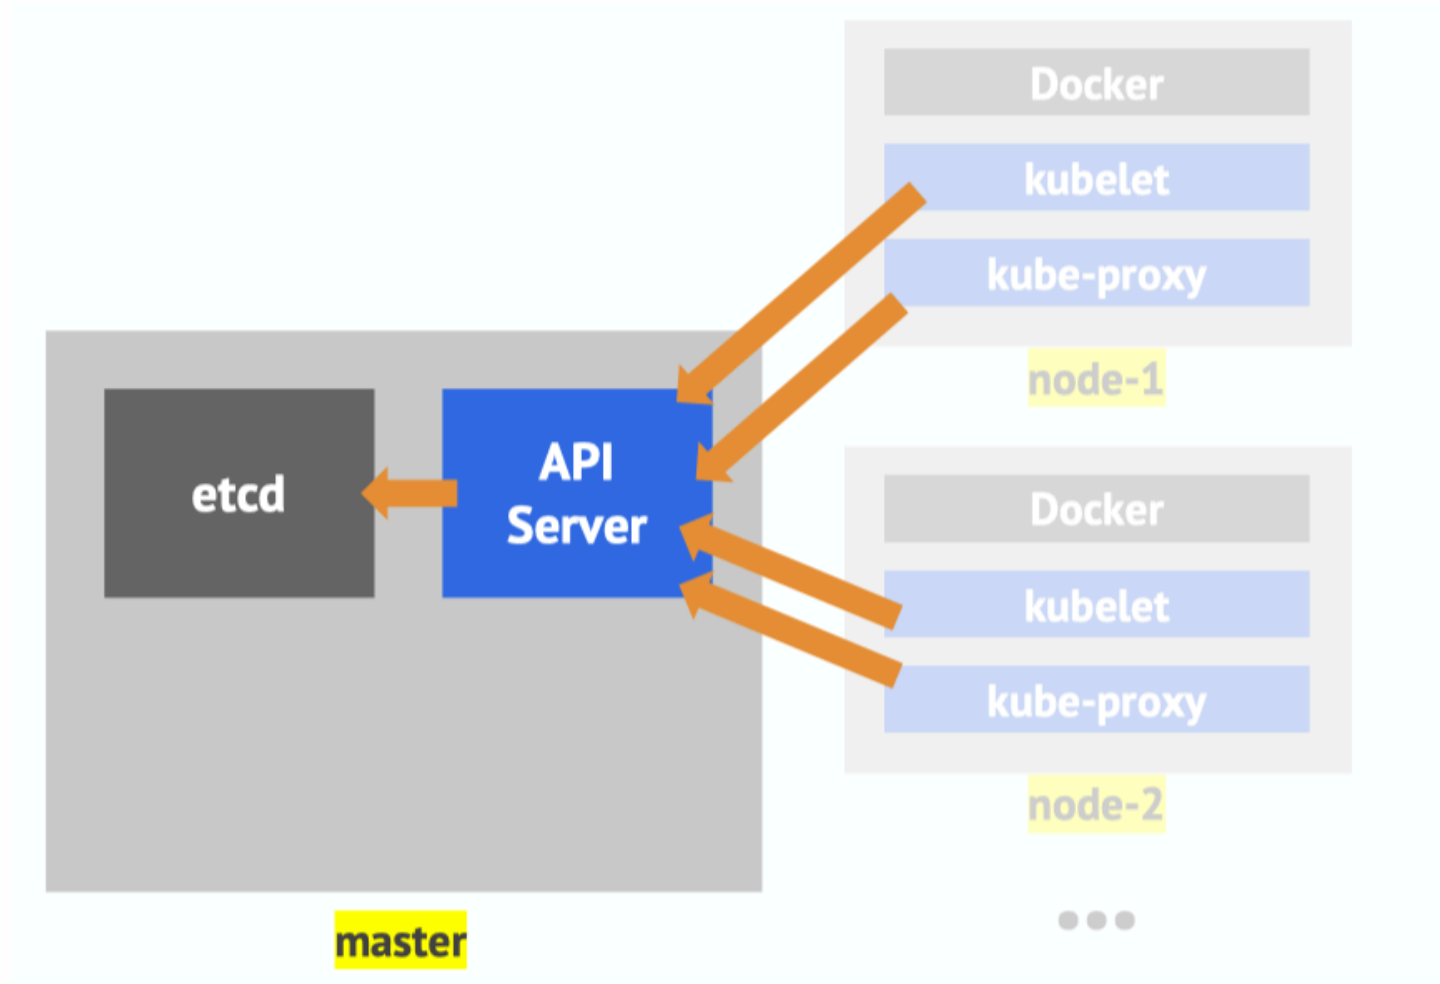 Docker
kubelet
kube-proxy
node-1
etcd
API
Server
Docker
kubelet
kube-proxy
node-2
master